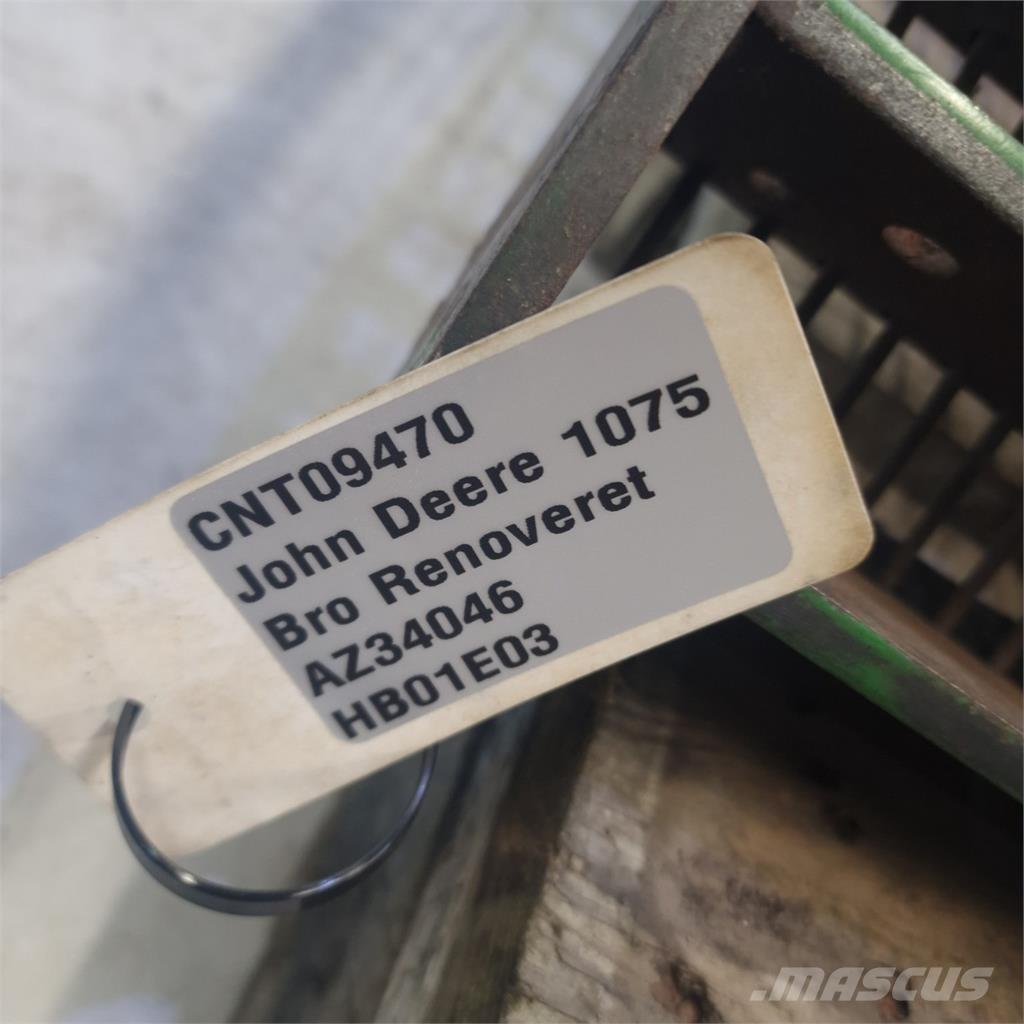 CNT09470
John Deere 1075
Bro Renoveret
AZ34046
HB01E03
MASCUS